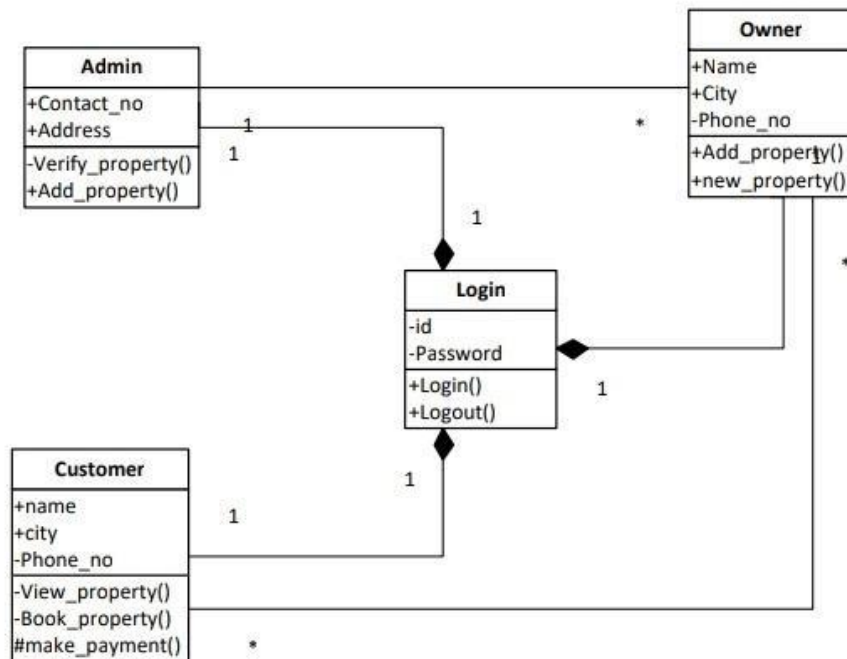 Owner
+Name
+City
-Phone_no
+Add_property()
1
+new_property()
Admin
+Contact_no
+Address
-Verify_property()
+Add_property()
1
1
*
1
*
Login
-id
-Password
+Login()
+Logout()
1
1
Customer
+name
+city
-Phone_no
-View_property()
-Book_property()
#make_payment()
1
*